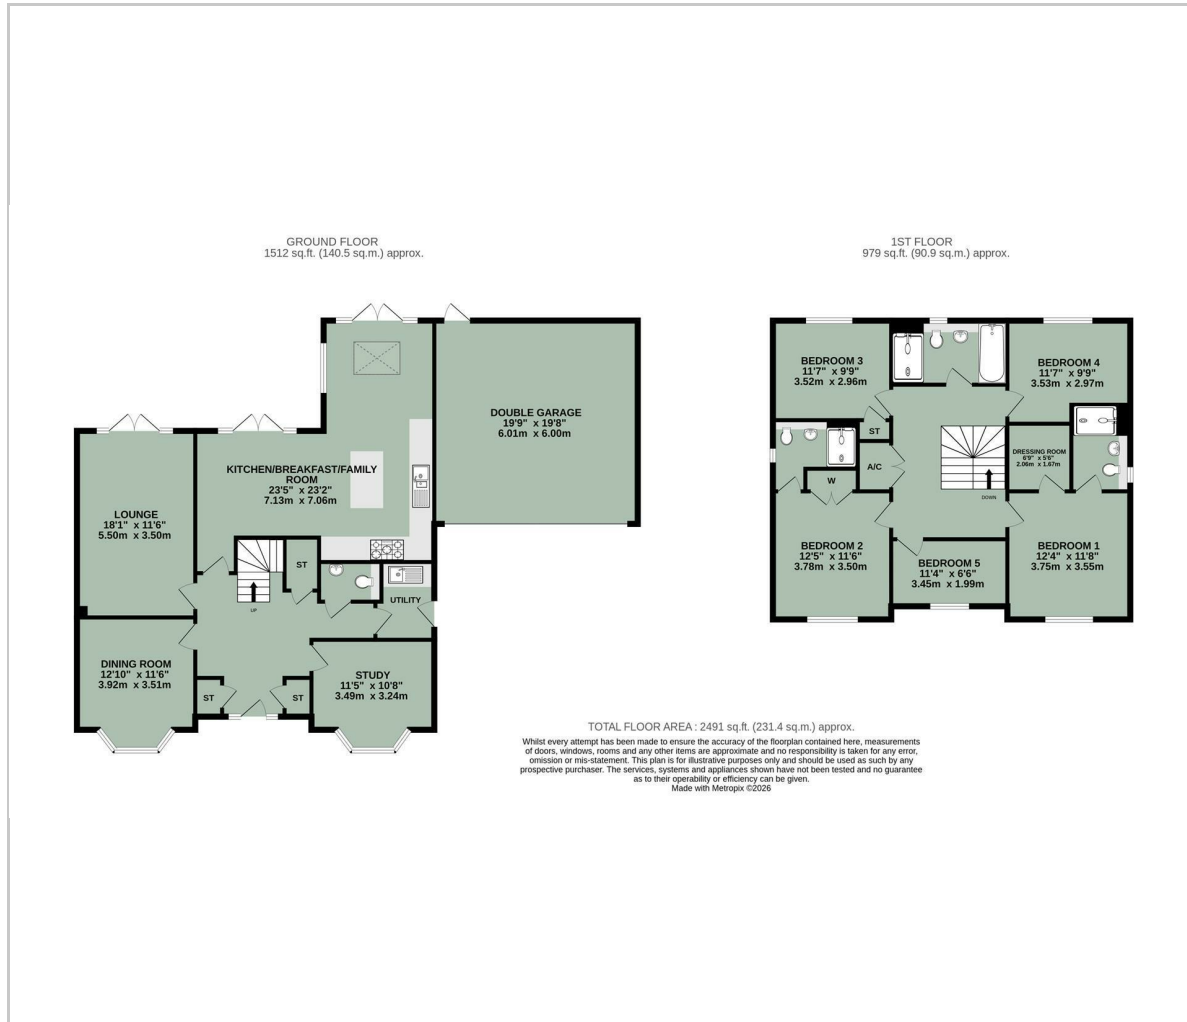 GROUND FLOOR
1512 sq.ft. (140.5 sq.m.) approx.
1ST FLOOR
979 sq.ft. (90.9 sq.m.) approx.
DOUBLE GARAGE
19'9" x 19'8"
6.01m x 6.00m
KITCHEN/BREAKFAST/FAMILY
ROOM
23'5" x 23'2"
7.13m x 7.06m
LOUNGE
18'1" x 11'6"
5.50m x 3.50m
ST
UP
UTILITY
DINING ROOM
12'10" x 11'6"
3.92m x 3.51m
STUDY
11'5" x 10'8"
3.49m x 3.24m
ST
ST
BEDROOM 3
11'7" x 9'9"
3.52m x 2.96m
BEDROOM 4
11'7" x 9'9"
3.53m x 2.97m
ST
DRESSING ROOM
6'9" x 5'6"
2.06m x 1.67m
A/C
W
DOWN
BEDROOM 2
12'5" x 11'6"
3.78m x 3.50m
BEDROOM 5
11'4" x 6'6"
3.45m x 1.99m
BEDROOM 1
12'4" x 11'8"
3.75m x 3.55m
TOTAL FLOOR AREA : 2491 sq.ft. (231.4 sq.m.) approx.
Whilst every attempt has been made to ensure the accuracy of the floorplan contained here, measurements
of doors, windows, rooms and any other items are approximate and no responsibility is taken for any error,
omission or mis-statement. This plan is for illustrative purposes only and should be used as such by any
prospective purchaser. The services, systems and appliances shown have not been tested and no guarantee
as to their operability or efficiency can be given.
Made with Metropix ©2026